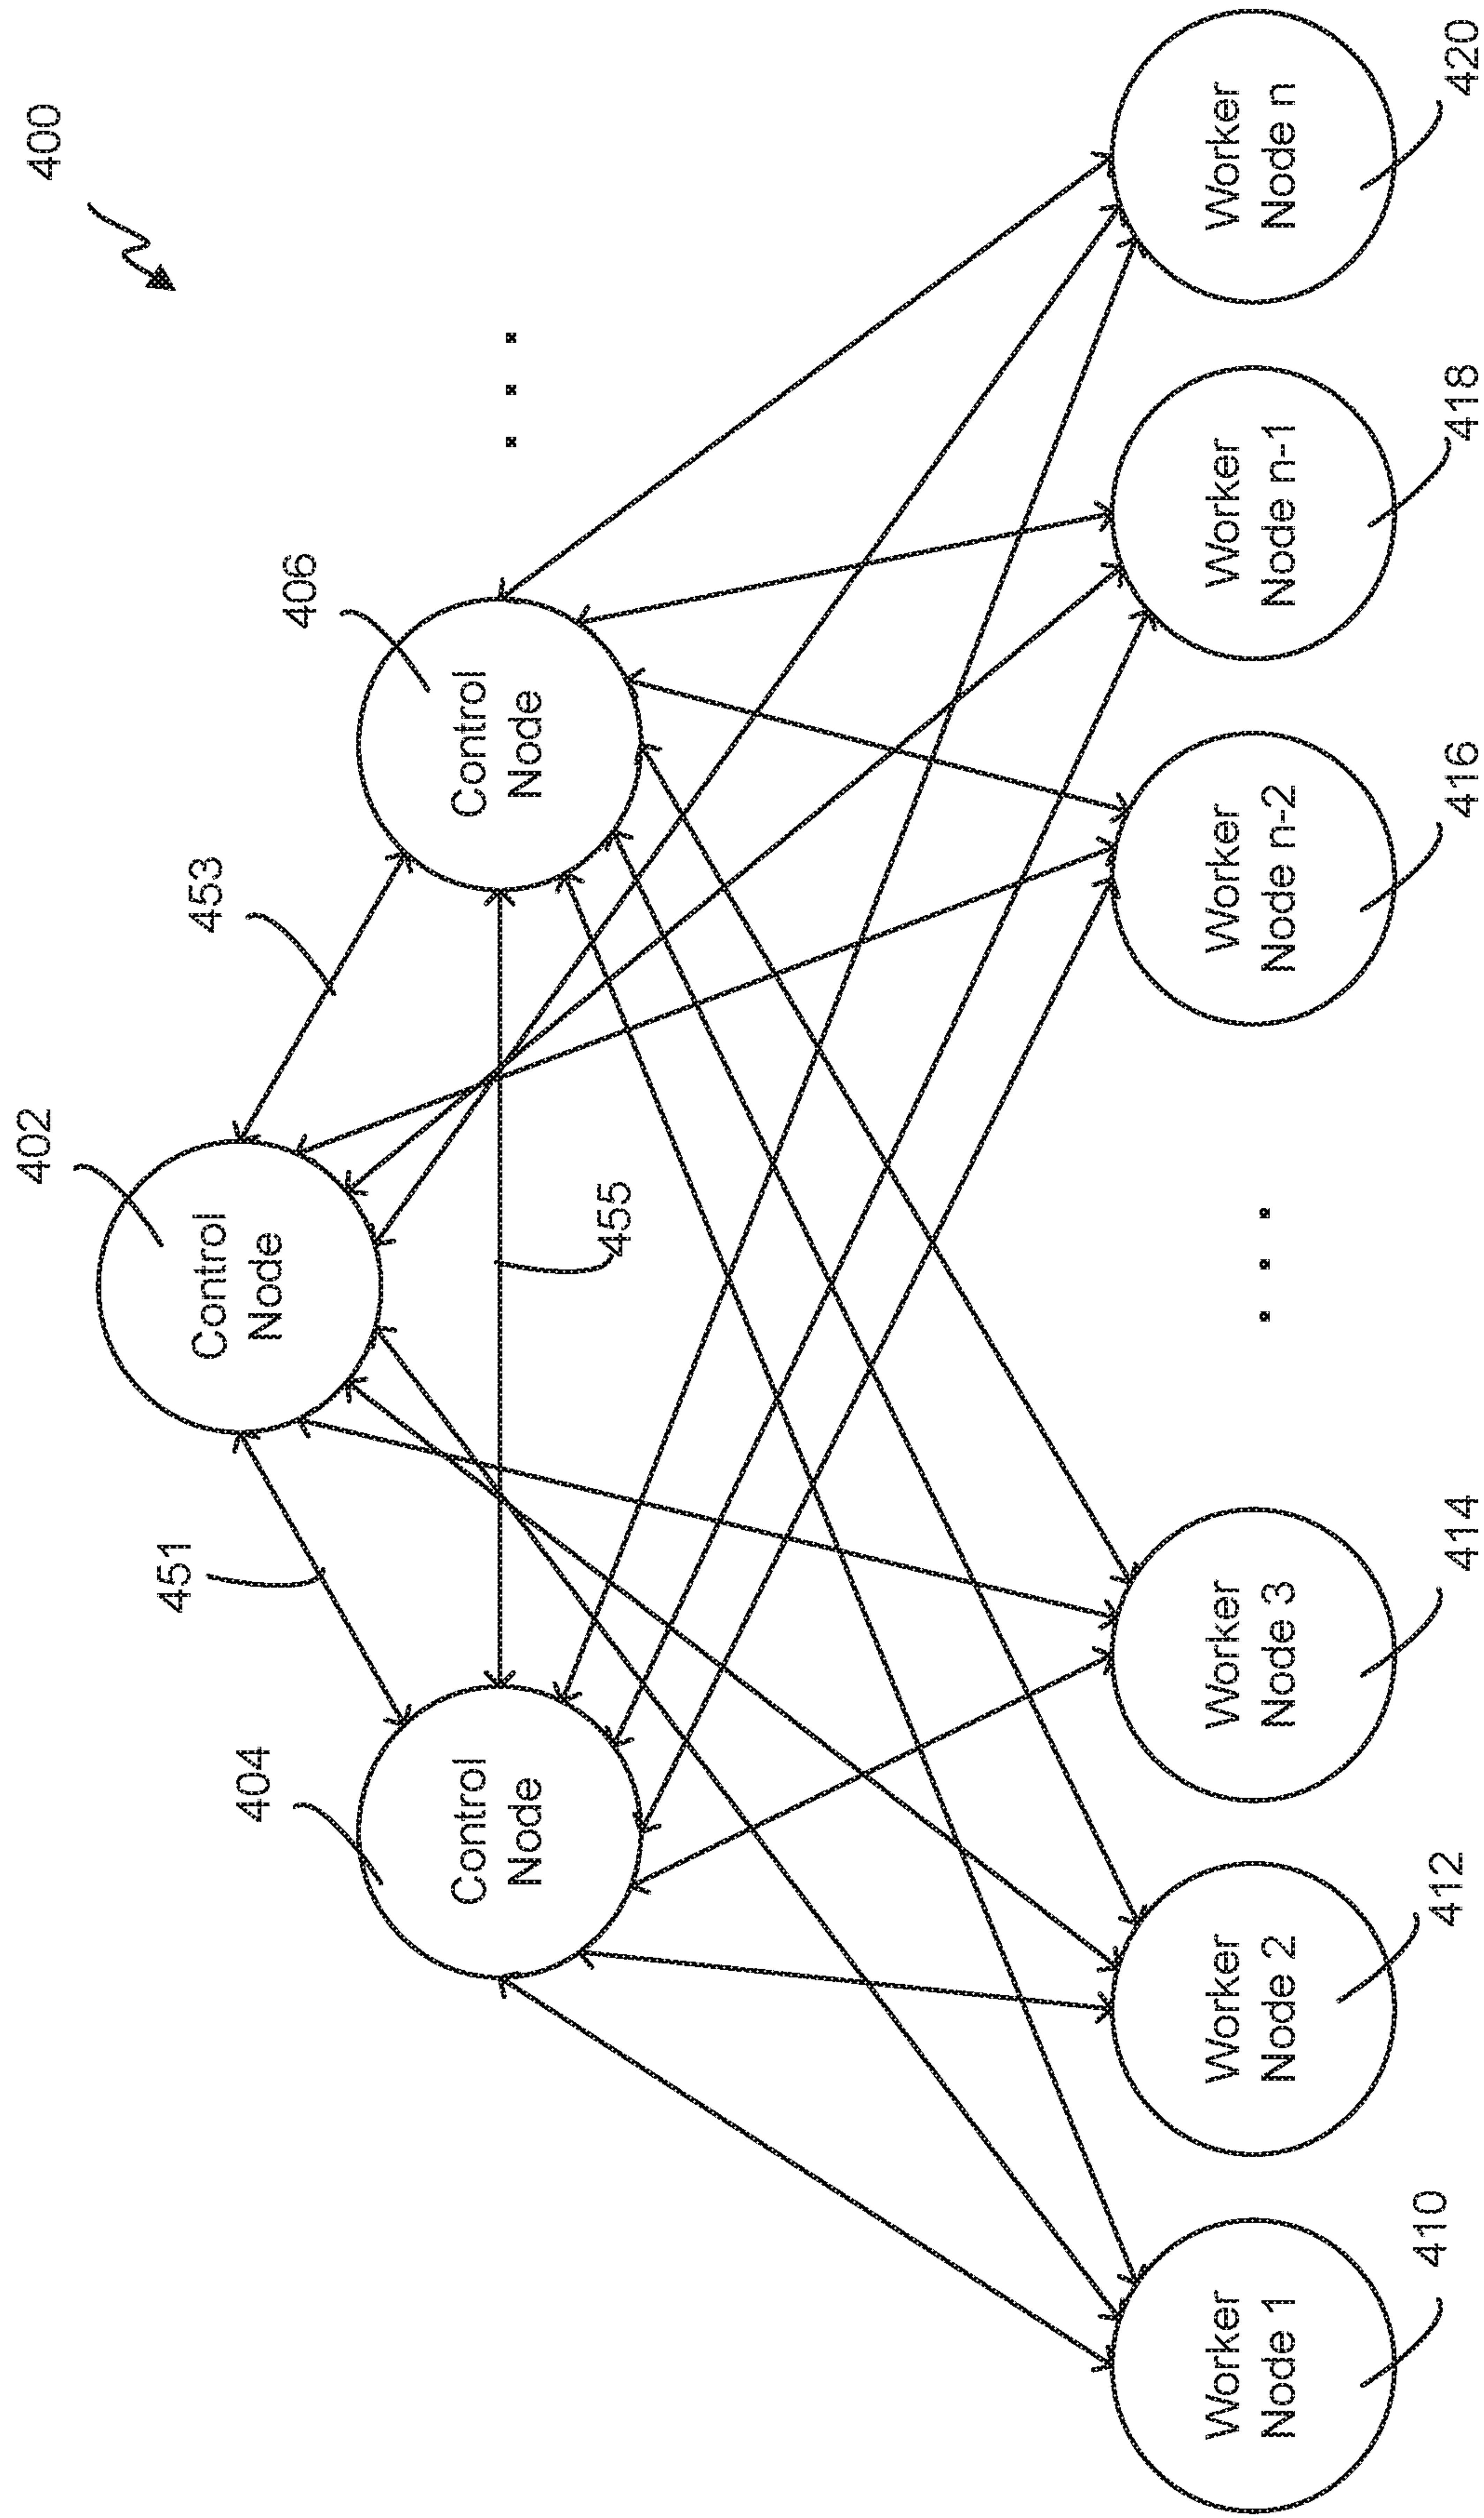 400
402
451
453
Control
Node
404
406
455
Control
Node
Control
Node
. . .
Worker
Node 1
Worker
Node 2
Worker
Node 3
. . .
Worker
Node n-2
Worker
Node n-1
Worker
Node n
410
412
414
416
418
420